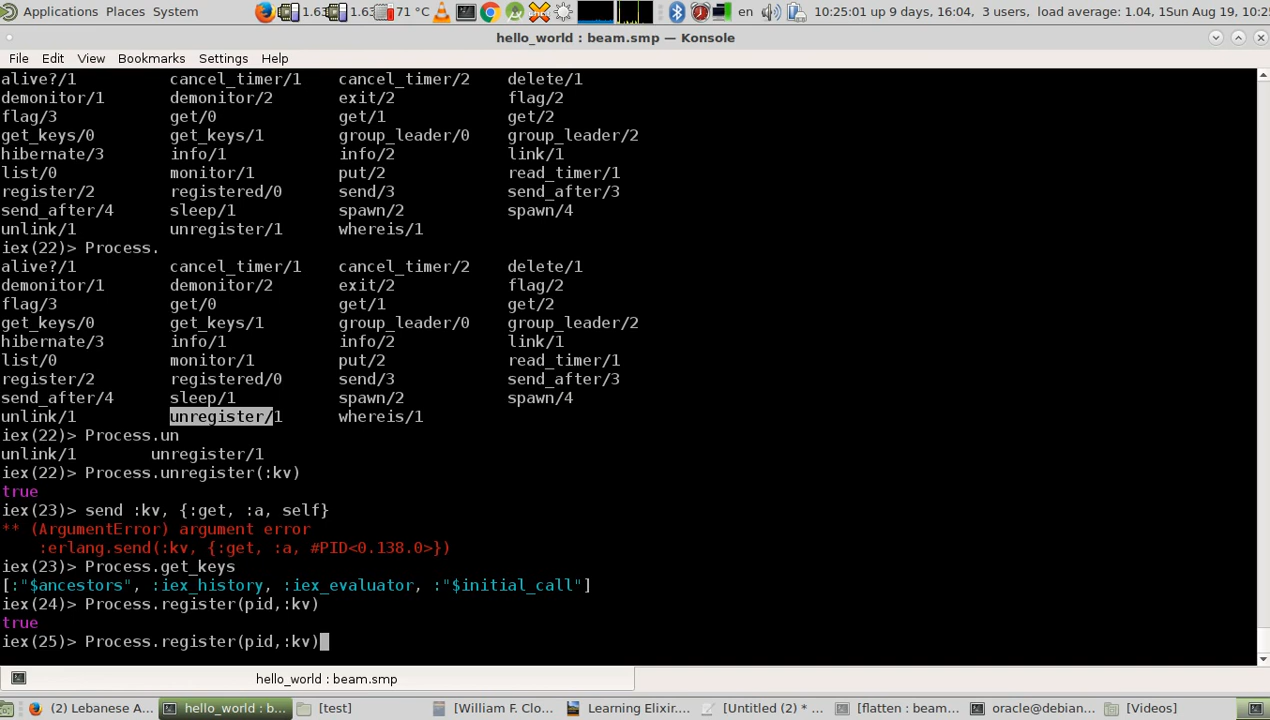 Applications Places System 1.63 1.63 71 °C en 10:25:01 up 9 days, 16:04, 3 users, load average: 1.04, 1Sun Aug 19, 10:25
hello_world : beam.smp — Konsole
File Edit View Bookmarks Settings Help
alive?/1 cancel_timer/1 cancel_timer/2 delete/1
demonitor/1 demonitor/2 exit/2 flag/2
flag/3 get/0 get/1 get/2
get_keys/0 get_keys/1 group_leader/0 group_leader/2
hibernate/3 info/1 info/2 link/1
list/0 monitor/1 put/2 read_timer/1
register/2 registered/0 send/3 send_after/3
send_after/4 sleep/1 spawn/2 spawn/4
unlink/1 unregister/1 whereis/1
iex(22)> Process.
alive?/1 cancel_timer/1 cancel_timer/2 delete/1
demonitor/1 demonitor/2 exit/2 flag/2
flag/3 get/0 get/1 get/2
get_keys/0 get_keys/1 group_leader/0 group_leader/2
hibernate/3 info/1 info/2 link/1
list/0 monitor/1 put/2 read_timer/1
register/2 registered/0 send/3 send_after/3
send_after/4 sleep/1 spawn/2 spawn/4
unlink/1 unregister/1 whereis/1
iex(22)> Process.un
unlink/1 unregister/1
iex(22)> Process.unregister(:kv)
true
iex(23)> send :kv, {:get, :a, self}
** (ArgumentError) argument error
:erlang.send(:kv, {:get, :a, #PID<0.138.0>})
iex(23)> Process.get_keys
[:"$ancestors", :iex_history, :iex_evaluator, :"$initial_call"]
iex(24)> Process.register(pid,:kv)
true
iex(25)> Process.register(pid,:kv)
hello_world : beam.smp
(2) Lebanese A... hello_world : b... [test] [William F. Clo... Learning Elixir.... [Untitled (2) * ... [flatten : beam... oracle@debian... [Videos]